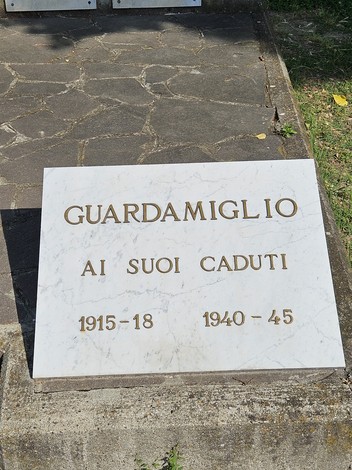 GUARDAMIGLIO
AI SUOI CADUTI
1915-18 1940-45